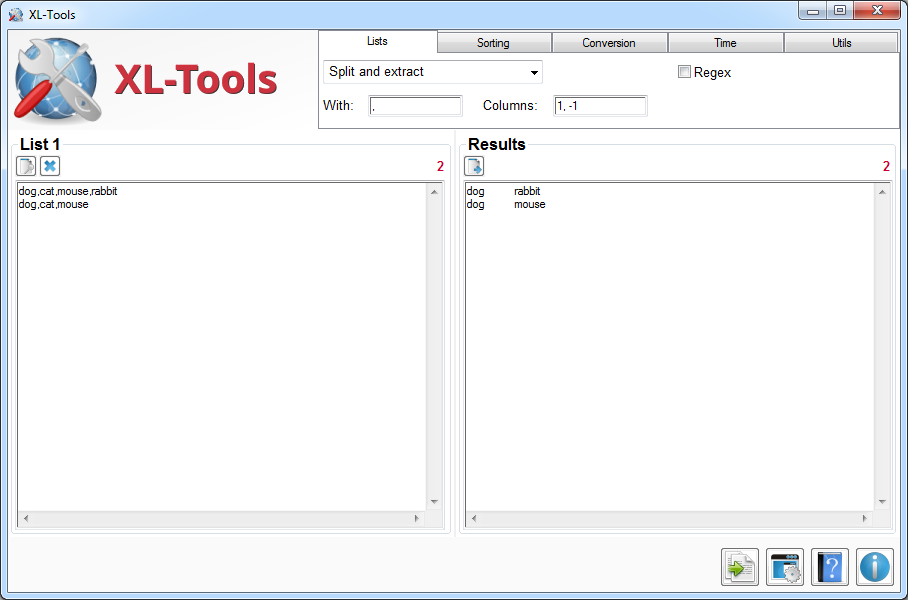 XL-Tools
XL-Tools
Lists Sorting Conversion Time Utils
Split and extract Regex
With: , Columns: 1, -1
List 1
2
dog,cat,mouse,rabbit
dog,cat,mouse
Results
2
dog rabbit
dog mouse